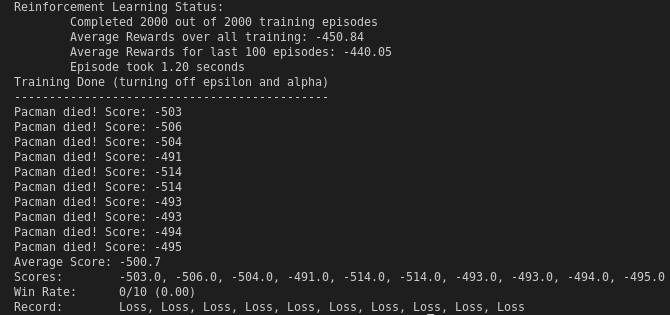 Reinforcement Learning Status:
Completed 2000 out of 2000 training episodes
Average Rewards over all training: -450.84
Average Rewards for last 100 episodes: -440.05
Episode took 1.20 seconds
Training Done (turning off epsilon and alpha)
---------------------------------------------
Pacman died! Score: -503
Pacman died! Score: -506
Pacman died! Score: -504
Pacman died! Score: -491
Pacman died! Score: -514
Pacman died! Score: -514
Pacman died! Score: -493
Pacman died! Score: -493
Pacman died! Score: -494
Pacman died! Score: -495
Average Score: -500.7
Scores: -503.0, -506.0, -504.0, -491.0, -514.0, -514.0, -493.0, -493.0, -494.0, -495.0
Win Rate: 0/10 (0.00)
Record: Loss, Loss, Loss, Loss, Loss, Loss, Loss, Loss, Loss, Loss